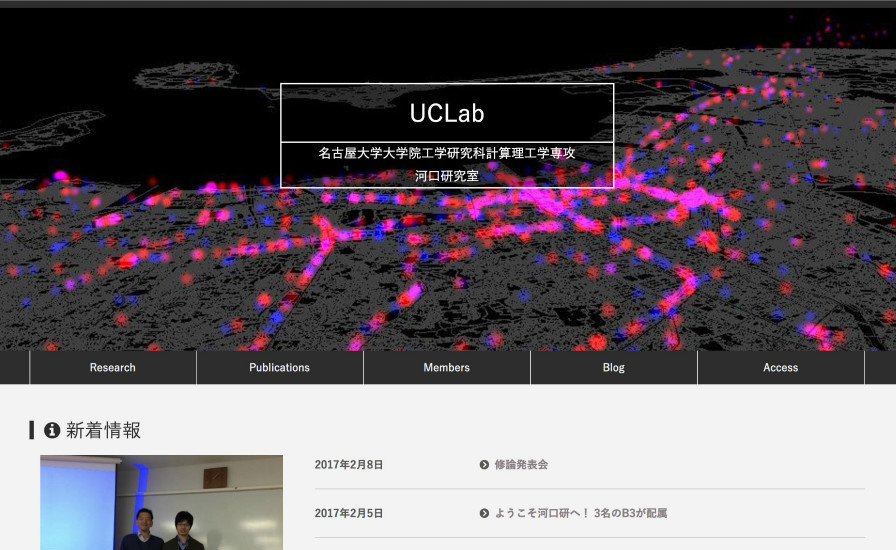 UCLab
名古屋大学大学院工学研究科計算理工学専攻
河口研究室
Research
Publications
Members
Blog
Access
新着情報
2017年2月8日
修論発表会
2017年2月5日
ようこそ河口研へ！ 3名のB3が配属